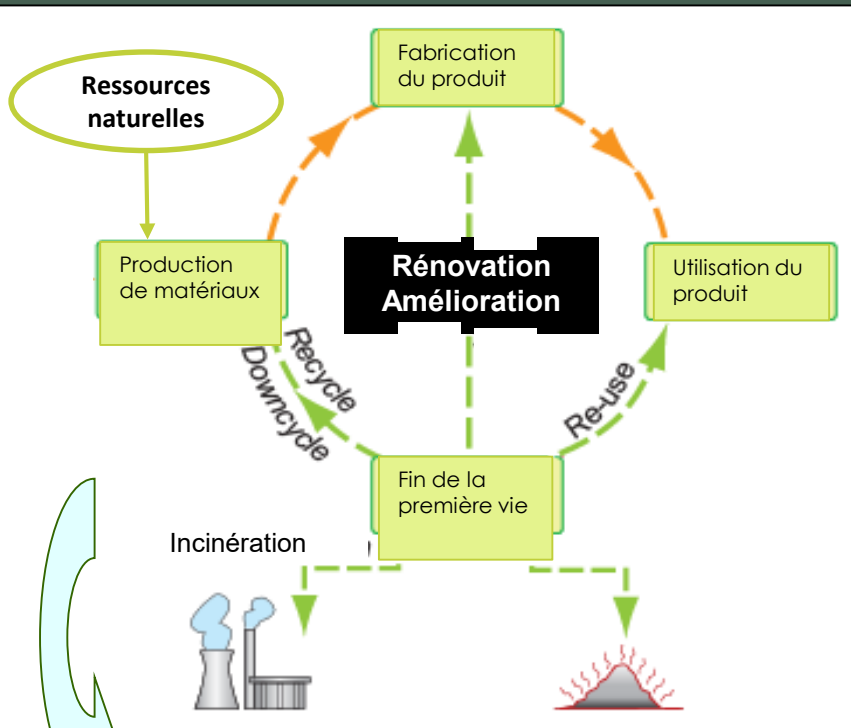 Fabrication
du produit
Ressources
naturelles
Production
de matériaux
Rénovation
Amélioration
Utilisation du
produit
Recycle
Downcycle
Re-use
Fin de la
première vie
Incinération